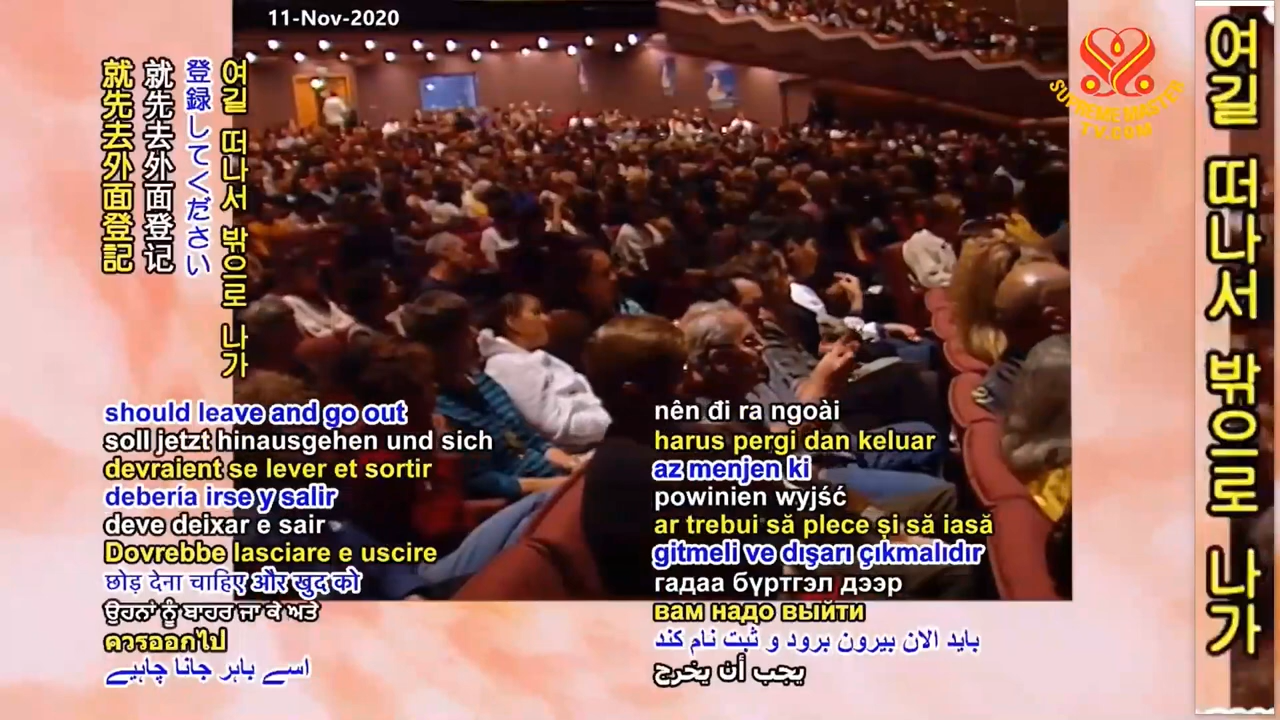 11-Nov-2020
SUPREME MASTER
TV.COM
就先去外面登記
就先去外面登记
登録してください
여길 떠나서 밖으로 나가
should leave and go out
soll jetzt hinausgehen und sich
devraient se lever et sortir
debería irse y salir
deve deixar e sair
Dovrebbe lasciare e uscire
छोड़ देना चाहिए और खुद को
ਉਹਨਾਂ ਨੂੰ ਬਾਹਰ ਜਾ ਕੇ ਅਤੇ
ควรออกไป
اسے باہر جانا چاہیے
nên đi ra ngoài
harus pergi dan keluar
az menjen ki
powinien wyjść
ar trebui să plece și să iasă
gitmeli ve dışarı çıkmalıdır
гадаа бүртгэл дээр
вам надо выйти
باید الان بیرون برود و ثبت نام کند
يجب أن يخرج
여길 떠나서 밖으로 나가